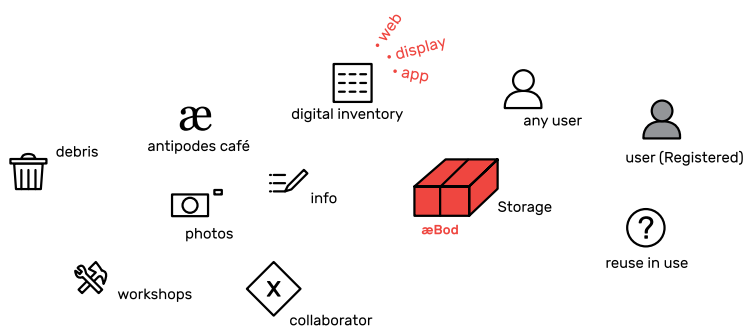 • web
• display
• app
digital inventory
any user
æ
antipodes café
user (Registered)
debris
info
Storage
photos
æBod
?
reuse in use
workshops
x
collaborator